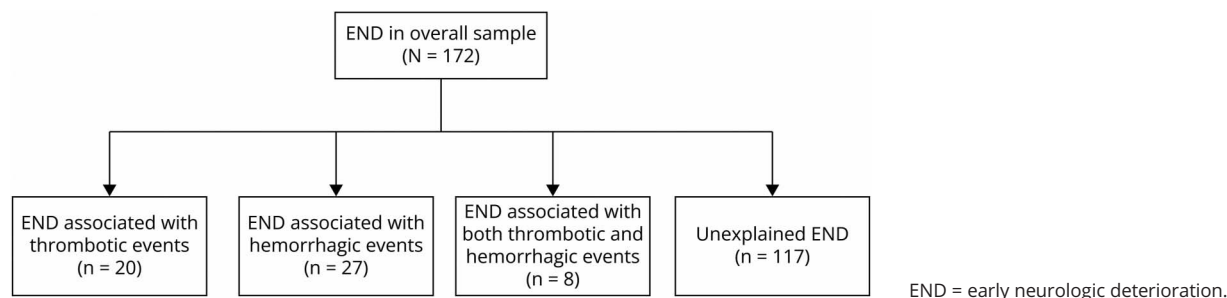 END in overall sample
(N = 172)
END associated with
thrombotic events
(n = 20)
END associated with
hemorrhagic events
(n = 27)
END associated with
both thrombotic and
hemorrhagic events
(n = 8)
Unexplained END
(n = 117)
END = early neurologic deterioration.